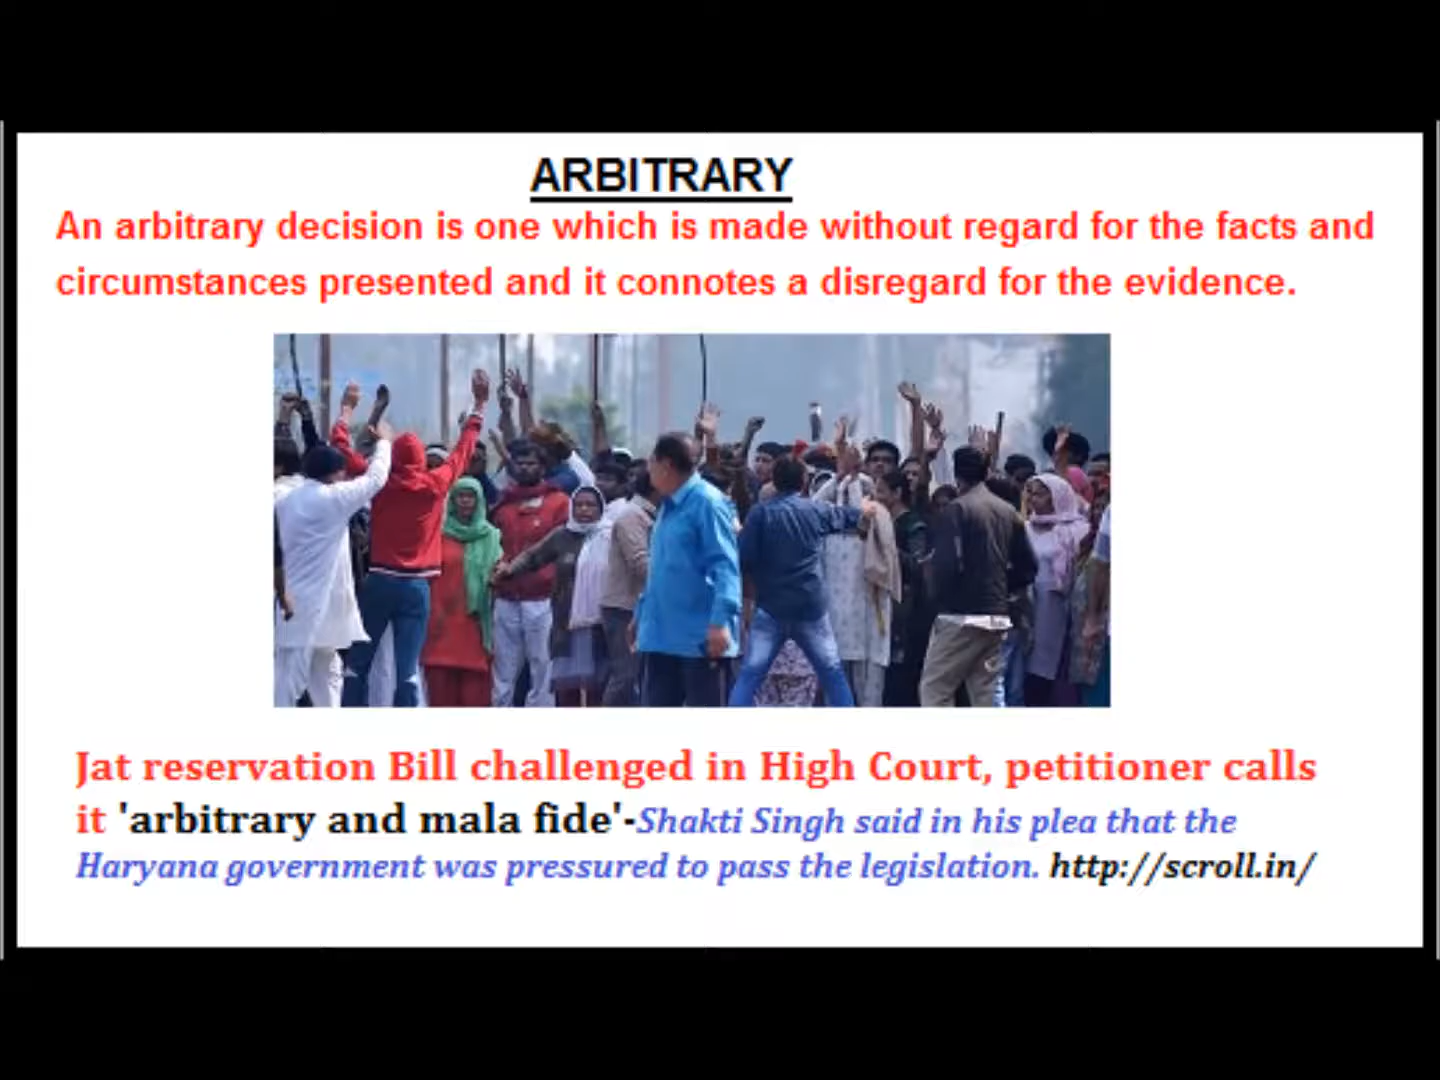 ARBITRARY
An arbitrary decision is one which is made without regard for the facts and
circumstances presented and it connotes a disregard for the evidence.
Jat reservation Bill challenged in High Court, petitioner calls
it 'arbitrary and mala fide'-Shakti Singh said in his plea that the
Haryana government was pressured to pass the legislation. http://scroll.in/